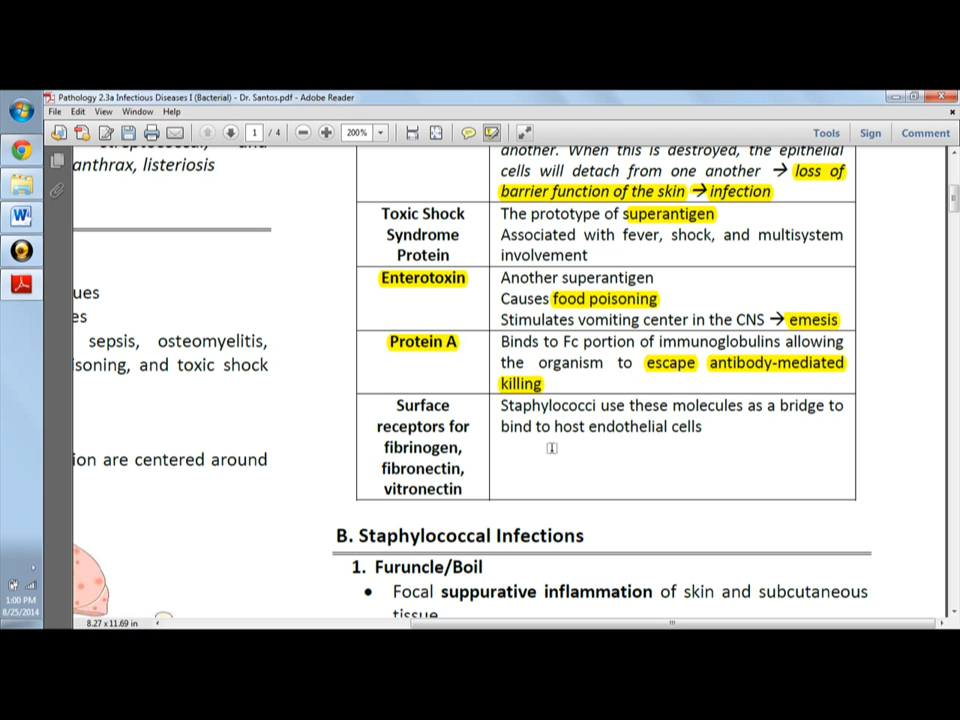 Pathology 2.3a Infectious Diseases I (Bacterial) - Dr. Santos.pdf - Adobe Reader
File Edit View Window Help
1 / 4 200% Tools Sign Comment
anthrax, listeriosis
ues
es
sepsis, osteomyelitis,
isoning, and toxic shock
ion are centered around
another. When this is destroyed, the epithelial
cells will detach from one another → loss of
barrier function of the skin → infection
Toxic Shock
Syndrome
Protein
The prototype of superantigen
Associated with fever, shock, and multisystem
involvement
Enterotoxin
Another superantigen
Causes food poisoning
Stimulates vomiting center in the CNS → emesis
Protein A
Binds to Fc portion of immunoglobulins allowing
the organism to escape antibody-mediated
killing
Surface
receptors for
fibrinogen,
fibronectin,
vitronectin
Staphylococci use these molecules as a bridge to
bind to host endothelial cells
B. Staphylococcal Infections
1. Furuncle/Boil
• Focal suppurative inflammation of skin and subcutaneous
tissue
8.27 x 11.69 in
1:00 PM
8/25/2014